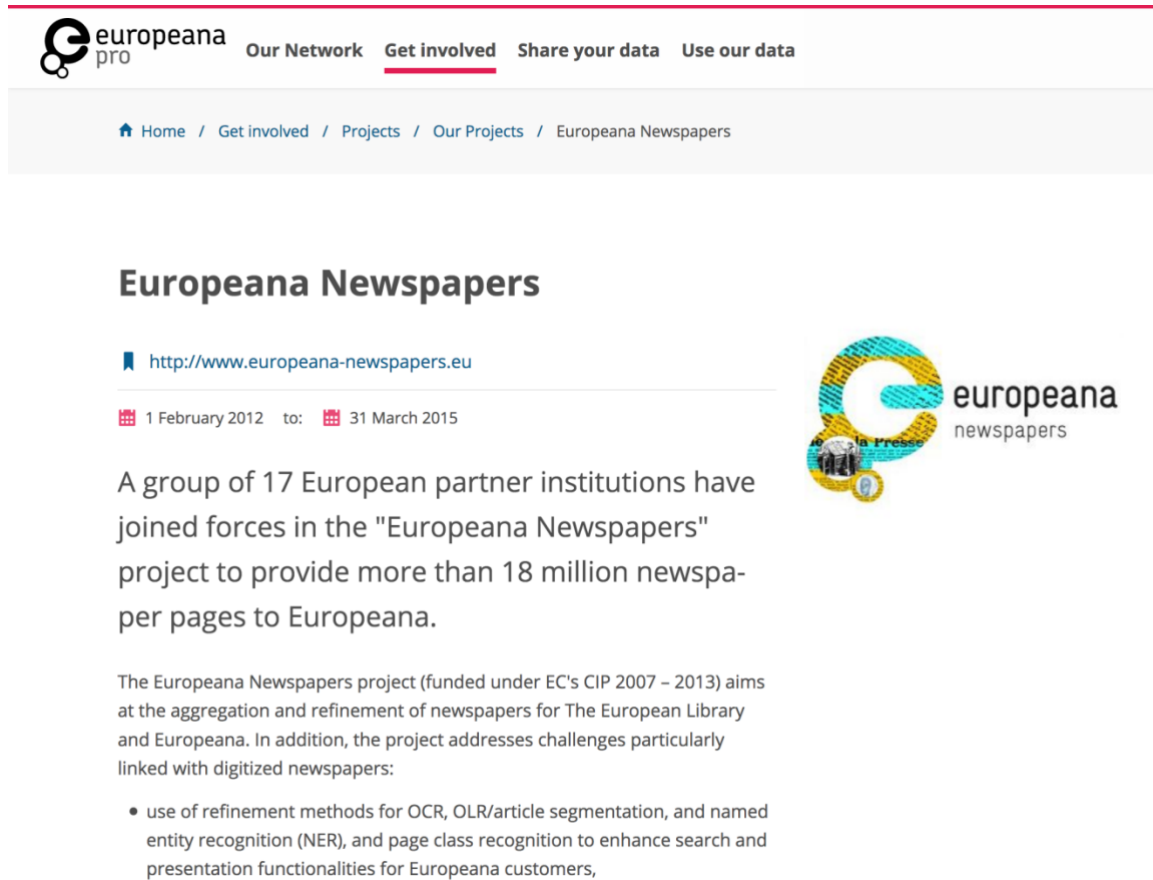 europeana
pro
Our Network Get involved Share your data Use our data
Home / Get involved / Projects / Our Projects / Europeana Newspapers
Europeana Newspapers
http://www.europeana-newspapers.eu
1 February 2012 to: 31 March 2015
europeana
newspapers
la Presse
A group of 17 European partner institutions have
joined forces in the "Europeana Newspapers"
project to provide more than 18 million newspa-
per pages to Europeana.
The Europeana Newspapers project (funded under EC's CIP 2007 – 2013) aims
at the aggregation and refinement of newspapers for The European Library
and Europeana. In addition, the project addresses challenges particularly
linked with digitized newspapers:
• use of refinement methods for OCR, OLR/article segmentation, and named
entity recognition (NER), and page class recognition to enhance search and
presentation functionalities for Europeana customers,